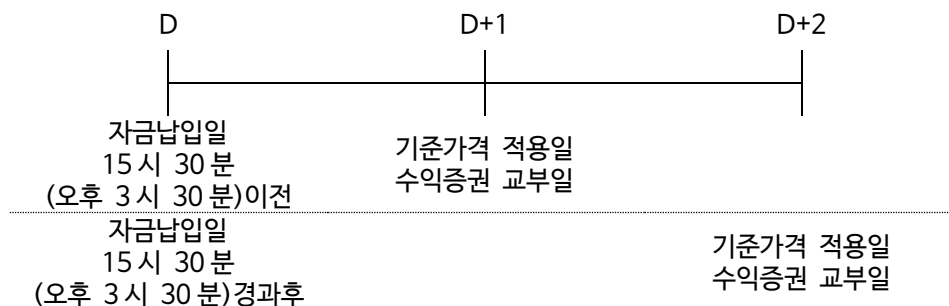 D D+1 D+2
자금납입일
15시 30분
(오후 3시 30분)이전
기준가격 적용일
수익증권 교부일
자금납입일
15시 30분
(오후 3시 30분)경과후
기준가격 적용일
수익증권 교부일